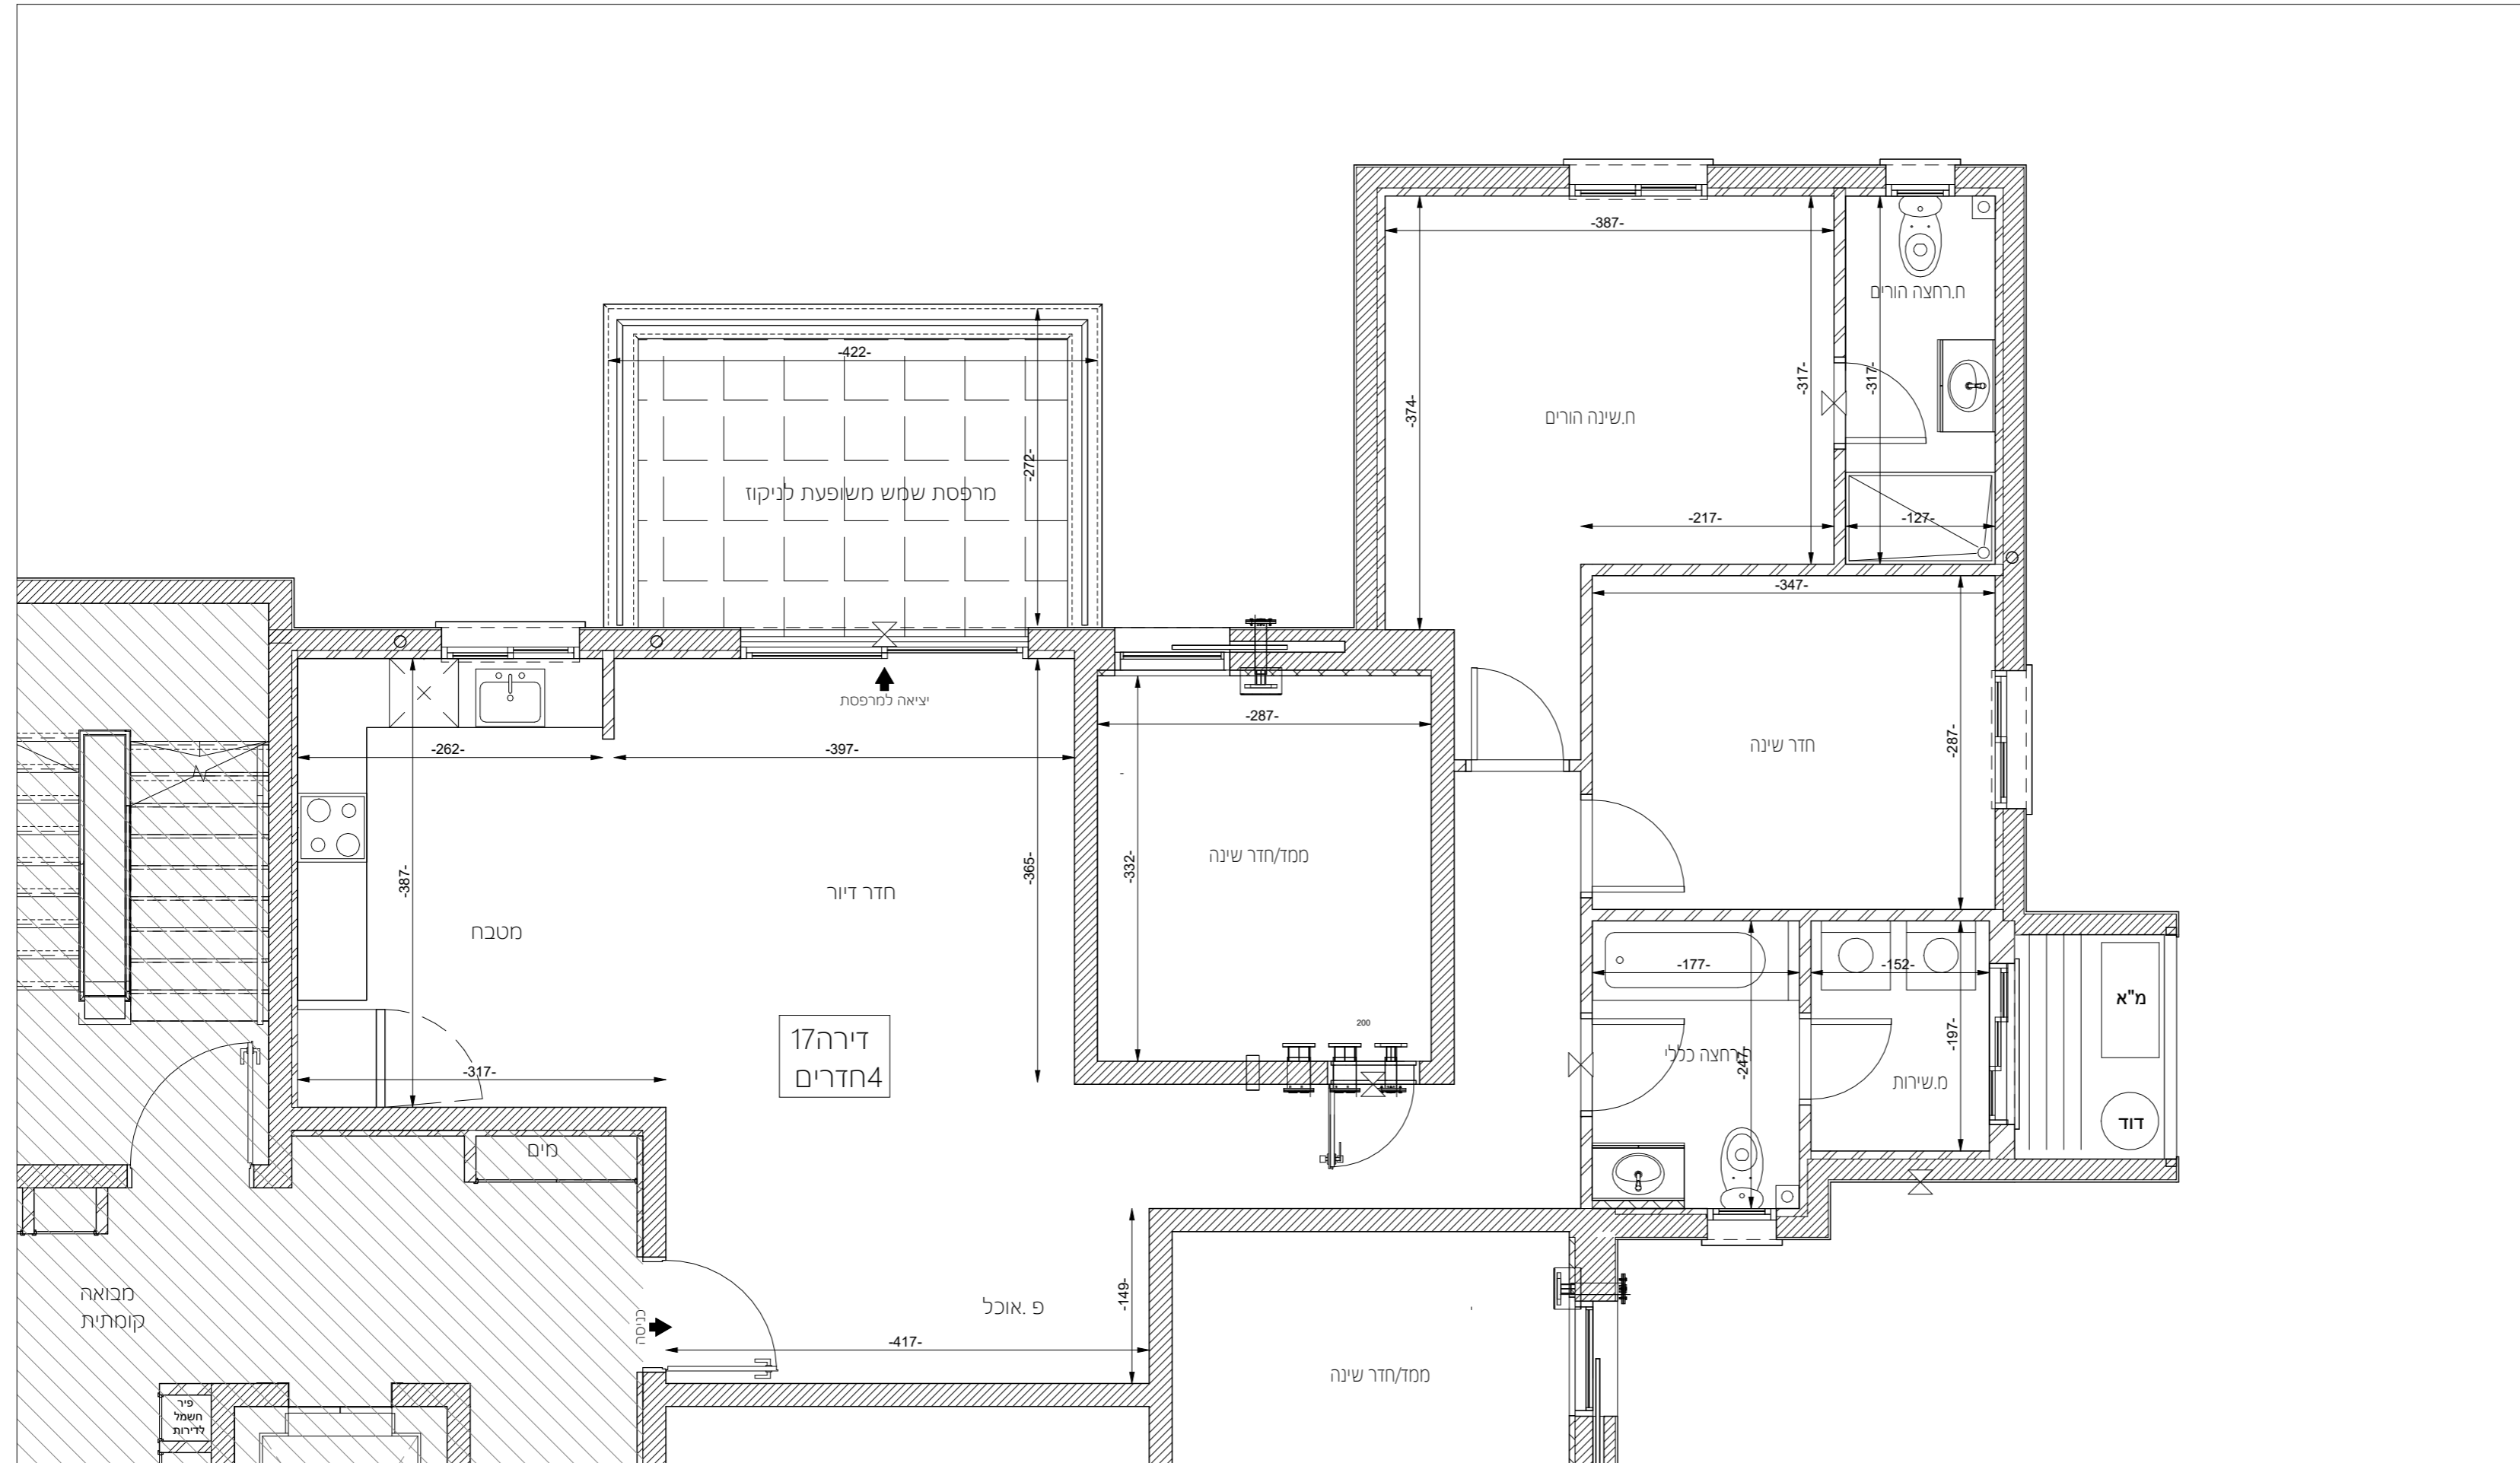 -387-
ח.רחצה הורים
-422-
-374-
-317-
-317-
ח.שינה הורים
-272-
מרפסת שמש משופעת לניקוז
-217-
-127-
-347-
יציאה למרפסת
-287-
-262-
-397-
חדר שינה
-287-
-387-
-365-
-332-
ממד/חדר שינה
חדר דיור
מטבח
-177-
-152-
מ"א
200
דירה17
4חדרים
-317-
-247-
רחצה כללי
-197-
מ.שירות
דוד
מים
מבואה
קומתית
כניסה
פ .אוכל
-149-
-417-
ממד/חדר שינה
פיר
חשמל
לדירות